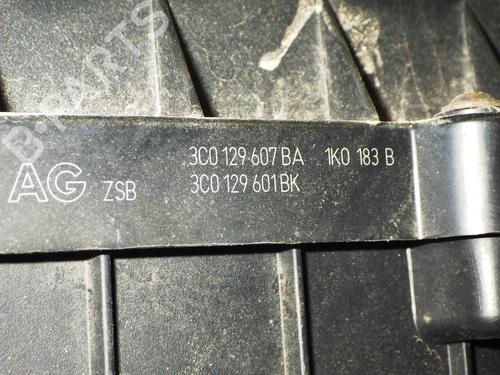 B-PARTS
3C0 129 607 BA 1K0 183 B
AG ZSB 3C0 129 601 BK